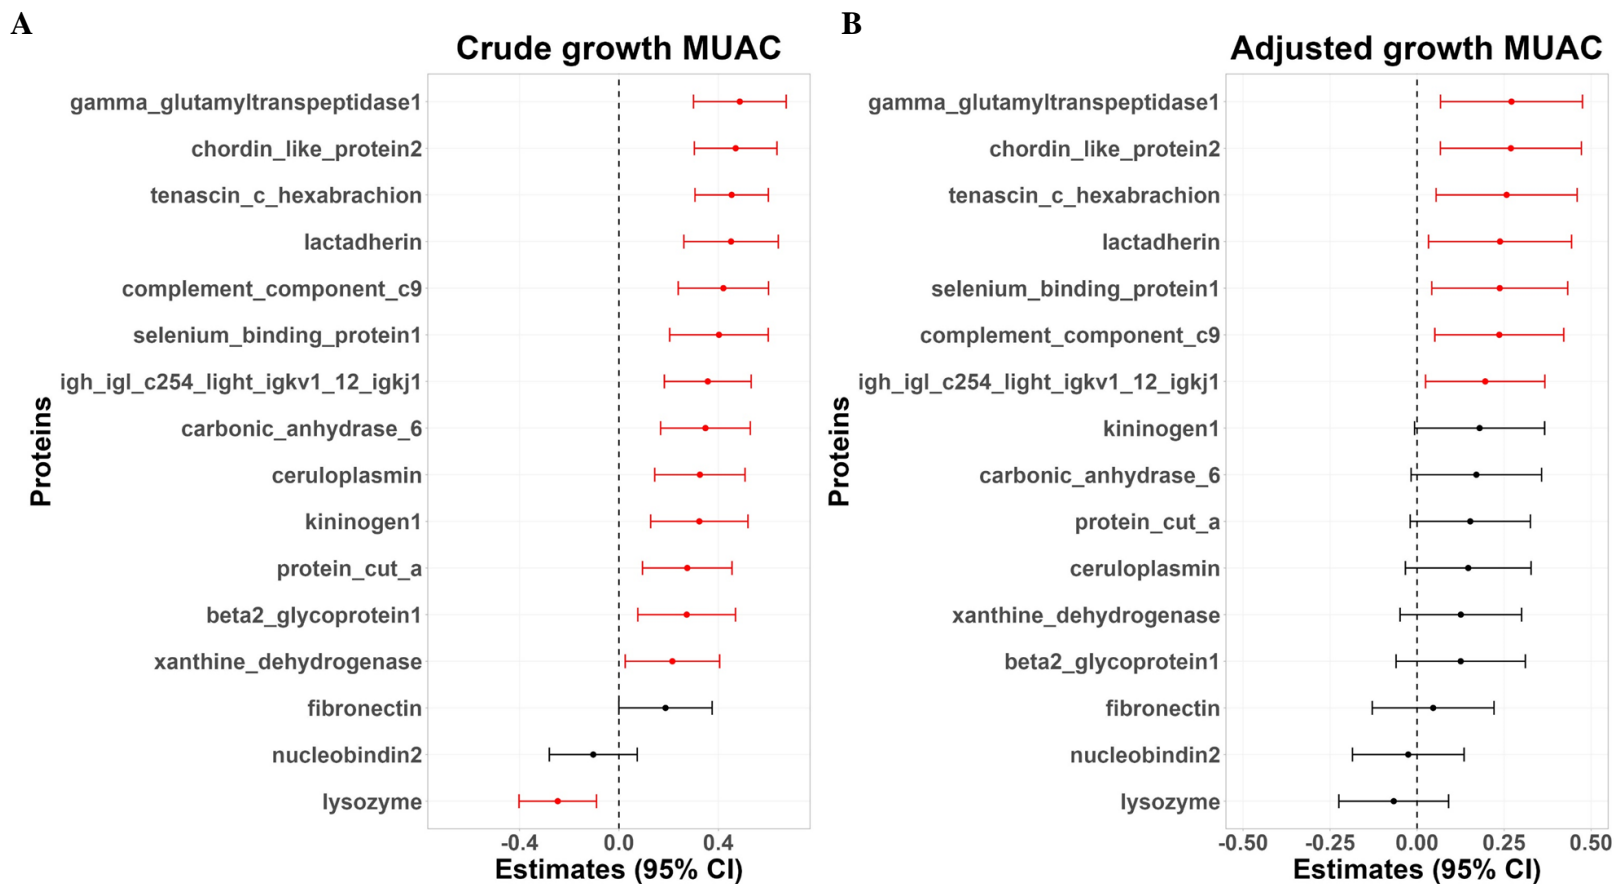 A
Crude growth MUAC
Proteins
gamma_glutamyltranspeptidase1
chordin_like_protein2
tenascin_c_hexabrachion
lactadherin
complement_component_c9
selenium_binding_protein1
igh_igl_c254_light_igkv1_12_igkj1
carbonic_anhydrase_6
ceruloplasmin
kininogen1
protein_cut_a
beta2_glycoprotein1
xanthine_dehydrogenase
fibronectin
nucleobindin2
lysozyme
-0.4 0.0 0.4
Estimates (95% CI)
B
Adjusted growth MUAC
Proteins
gamma_glutamyltranspeptidase1
chordin_like_protein2
tenascin_c_hexabrachion
lactadherin
selenium_binding_protein1
complement_component_c9
igh_igl_c254_light_igkv1_12_igkj1
kininogen1
carbonic_anhydrase_6
protein_cut_a
ceruloplasmin
xanthine_dehydrogenase
beta2_glycoprotein1
fibronectin
nucleobindin2
lysozyme
-0.50 -0.25 0.00 0.25 0.50
Estimates (95% CI)